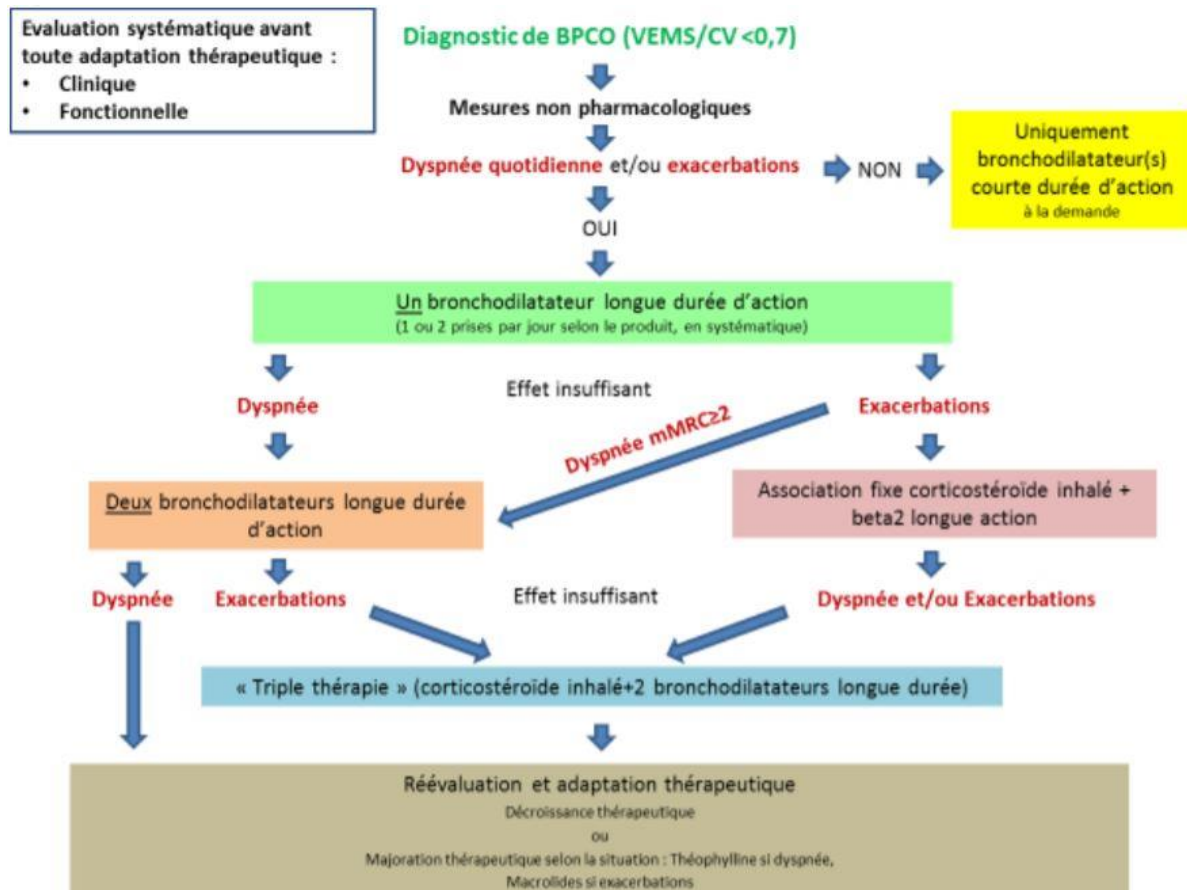 Evaluation systématique avant
toute adaptation thérapeutique :
• Clinique
• Fonctionnelle
Diagnostic de BPCO (VEMS/CV <0,7)
Mesures non pharmacologiques
Dyspnée quotidienne et/ou exacerbations
NON
Uniquement
bronchodilatateur(s)
courte durée d'action
à la demande
OUI
Un bronchodilatateur longue durée d'action
(1 ou 2 prises par jour selon le produit, en systématique)
Effet insuffisant
Dyspnée
Exacerbations
Dyspnée mMRC≥2
Deux bronchodilatateurs longue durée
d'action
Association fixe corticostéroïde inhalé +
beta2 longue action
Dyspnée
Exacerbations
Effet insuffisant
Dyspnée et/ou Exacerbations
« Triple thérapie » (corticostéroïde inhalé+2 bronchodilatateurs longue durée)
Réévaluation et adaptation thérapeutique
Décroissance thérapeutique
ou
Majoration thérapeutique selon la situation : Théophylline si dyspnée,
Macrolides si exacerbations